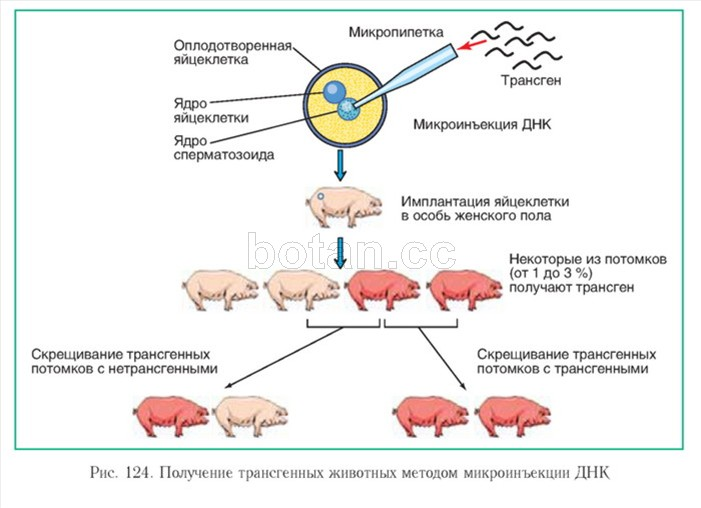 Оплодотворенная
яйцеклетка
Микропипетка
Трансген
Ядро
яйцеклетки
Микроинъекция ДНК
Ядро
сперматозоида
Имплантация яйцеклетки
в особь женского пола
botan.cc
Некоторые из потомков
(от 1 до 3 %)
получают трансген
Скрещивание трансгенных
потомков с нетрансгенными
Скрещивание трансгенных
потомков с трансгенными
Рис. 124. Получение трансгенных животных методом микроинъекции ДНК